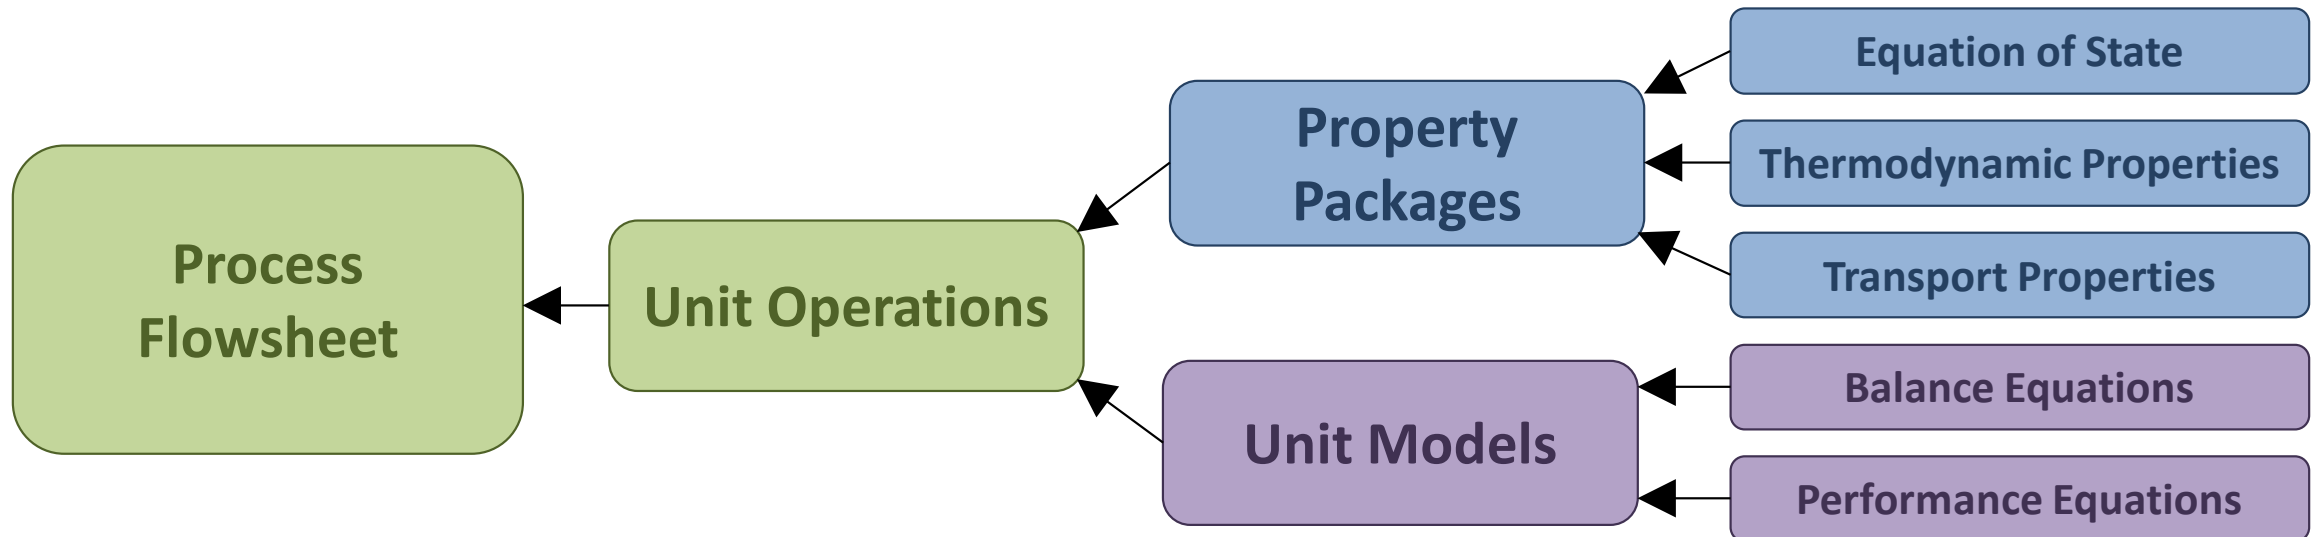 Process
Flowsheet
Unit Operations
Property
Packages
Unit Models
Equation of State
Thermodynamic Properties
Transport Properties
Balance Equations
Performance Equations